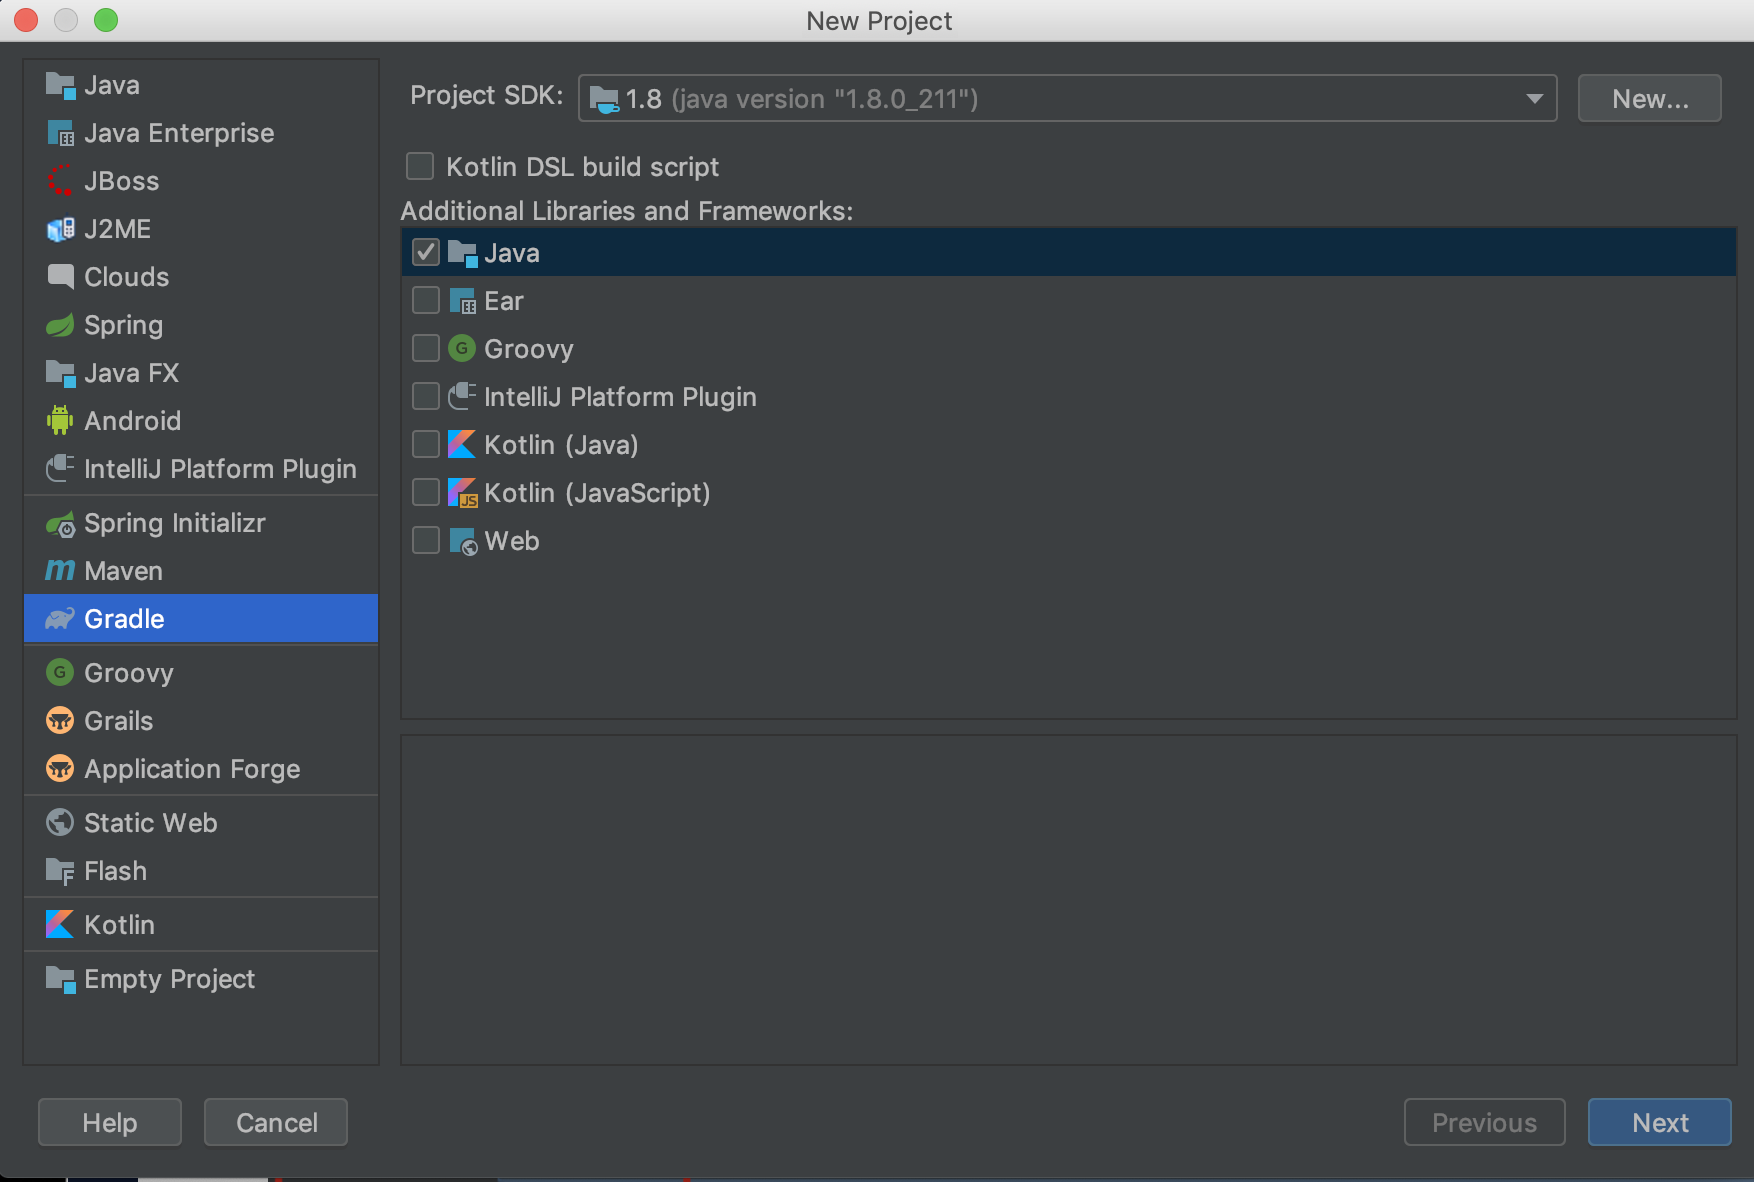 New Project
Java
Java Enterprise
JBoss
J2ME
Clouds
Spring
Java FX
Android
IntelliJ Platform Plugin
Spring Initializr
m Maven
Gradle
G Groovy
Grails
Application Forge
Static Web
F Flash
Kotlin
Empty Project
Project SDK: 1.8 (java version "1.8.0_211") New...
Kotlin DSL build script
Additional Libraries and Frameworks:
Java
EE Ear
G Groovy
IntelliJ Platform Plugin
Kotlin (Java)
JS Kotlin (JavaScript)
Web
Help Cancel Previous Next